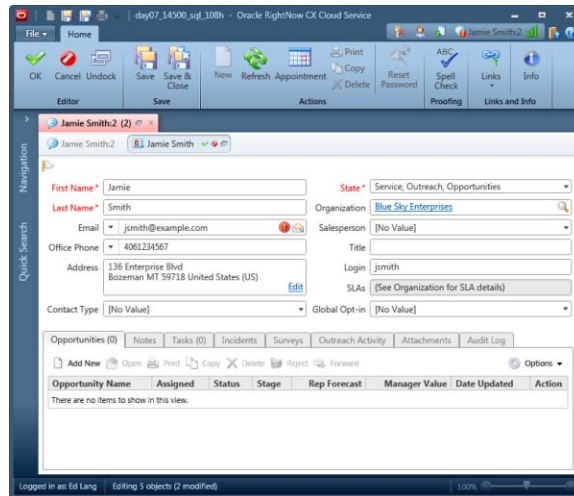 day07_14500_sql_108h - Oracle RightNow CX Cloud Service
File Home Jamie Smith:2
OK Cancel Undock Save Save & Close New Refresh Appointment Print Copy Delete Reset Password ABC Spell Check Links Info
Editor Save Actions Proofing Links and Info
Navigation
Quick Search
Jamie Smith:2 (2)
Jamie Smith:2 Jamie Smith
First Name* Jamie State* Service, Outreach, Opportunities
Last Name* Smith Organization Blue Sky Enterprises
Email jsmith@example.com Salesperson [No Value]
Office Phone 4061234567 Title
Address 136 Enterprise Blvd Login jsmith
Bozeman MT 59718 United States (US)
Edit SLAs (See Organization for SLA details)
Contact Type [No Value] Global Opt-in [No Value]
Opportunities (0) Notes Tasks (0) Incidents Surveys Outreach Activity Attachments Audit Log
Add New Open Print Copy Delete Reject Forward Options
Opportunity Name Assigned Status Stage Rep Forecast Manager Value Date Updated Action
There are no items to show in this view.
Logged in as: Ed Lang Editing 5 objects (2 modified) 100%